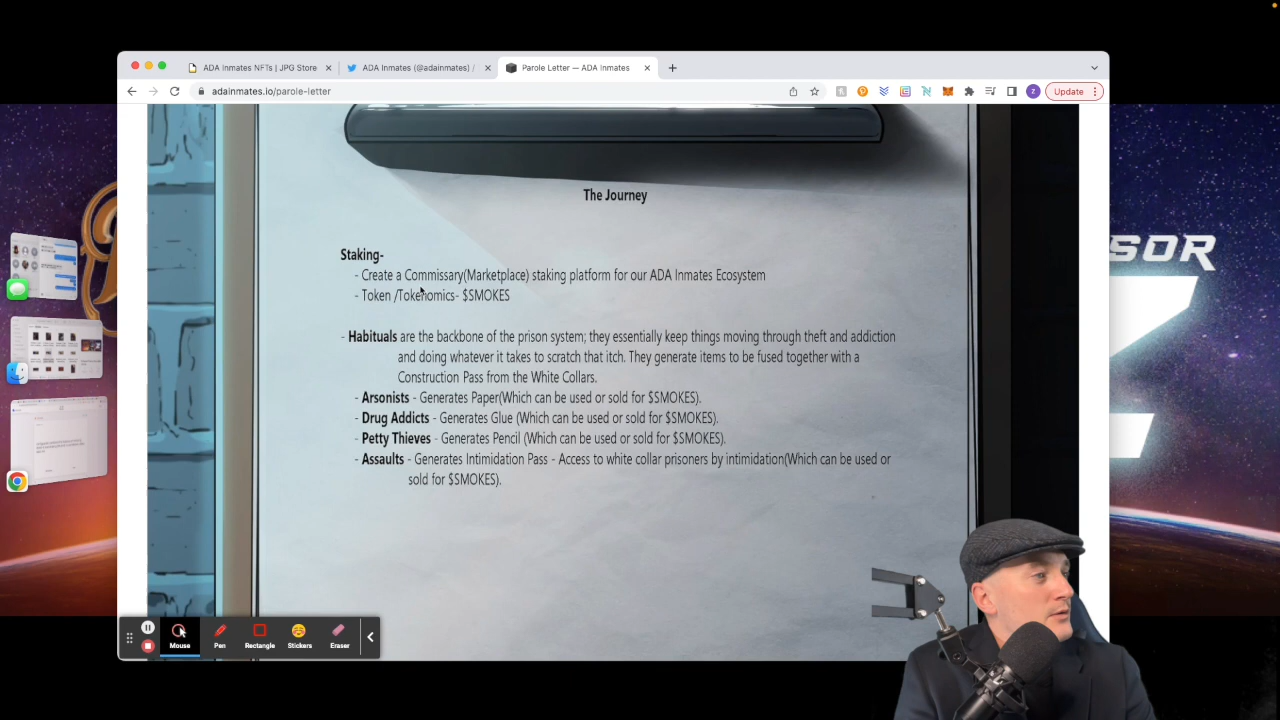 ADA Inmates NFTs | JPG Store
ADA Inmates (@adainmates) /
Parole Letter — ADA Inmates
adainmates.io/parole-letter
Z
Update
The Journey
Staking-
- Create a Commissary(Marketplace) staking platform for our ADA Inmates Ecosystem
- Token /Tokenomics- $SMOKES
- Habituals are the backbone of the prison system; they essentially keep things moving through theft and addiction
and doing whatever it takes to scratch that itch. They generate items to be fused together with a
Construction Pass from the White Collars.
- Arsonists - Generates Paper(Which can be used or sold for $SMOKES).
- Drug Addicts - Generates Glue (Which can be used or sold for $SMOKES).
- Petty Thieves - Generates Pencil (Which can be used or sold for $SMOKES).
- Assaults - Generates Intimidation Pass - Access to white collar prisoners by intimidation(Which can be used or
sold for $SMOKES).
SOR
Mouse
Pen
Rectangle
Stickers
Eraser